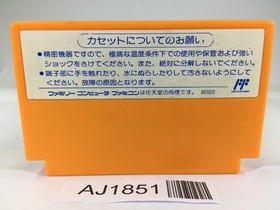 カセットについてのお願い
●精密機器ですので、極端な温度条件下での使用や保管および強い
ショックをさけてください。また、絶対に分解しないでください。
●端子部に手を触れたり、水にぬらしたりして汚さないようにして
ください。故障の原因となります。
ファミリーコンピュータ・ファミコンは任天堂の商標です。
FF
AJ1851